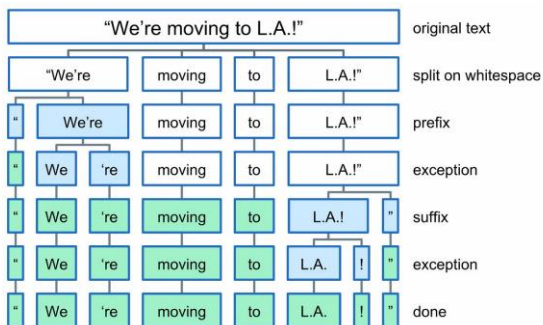 “We’re moving to L.A.!” original text
“We’re moving to L.A.!” split on whitespace
“ We’re moving to L.A.!” prefix
“ We ’re moving to L.A.!” exception
“ We ’re moving to L.A.! ” suffix
“ We ’re moving to L.A. ! ” exception
“ We ’re moving to L.A. ! ” done